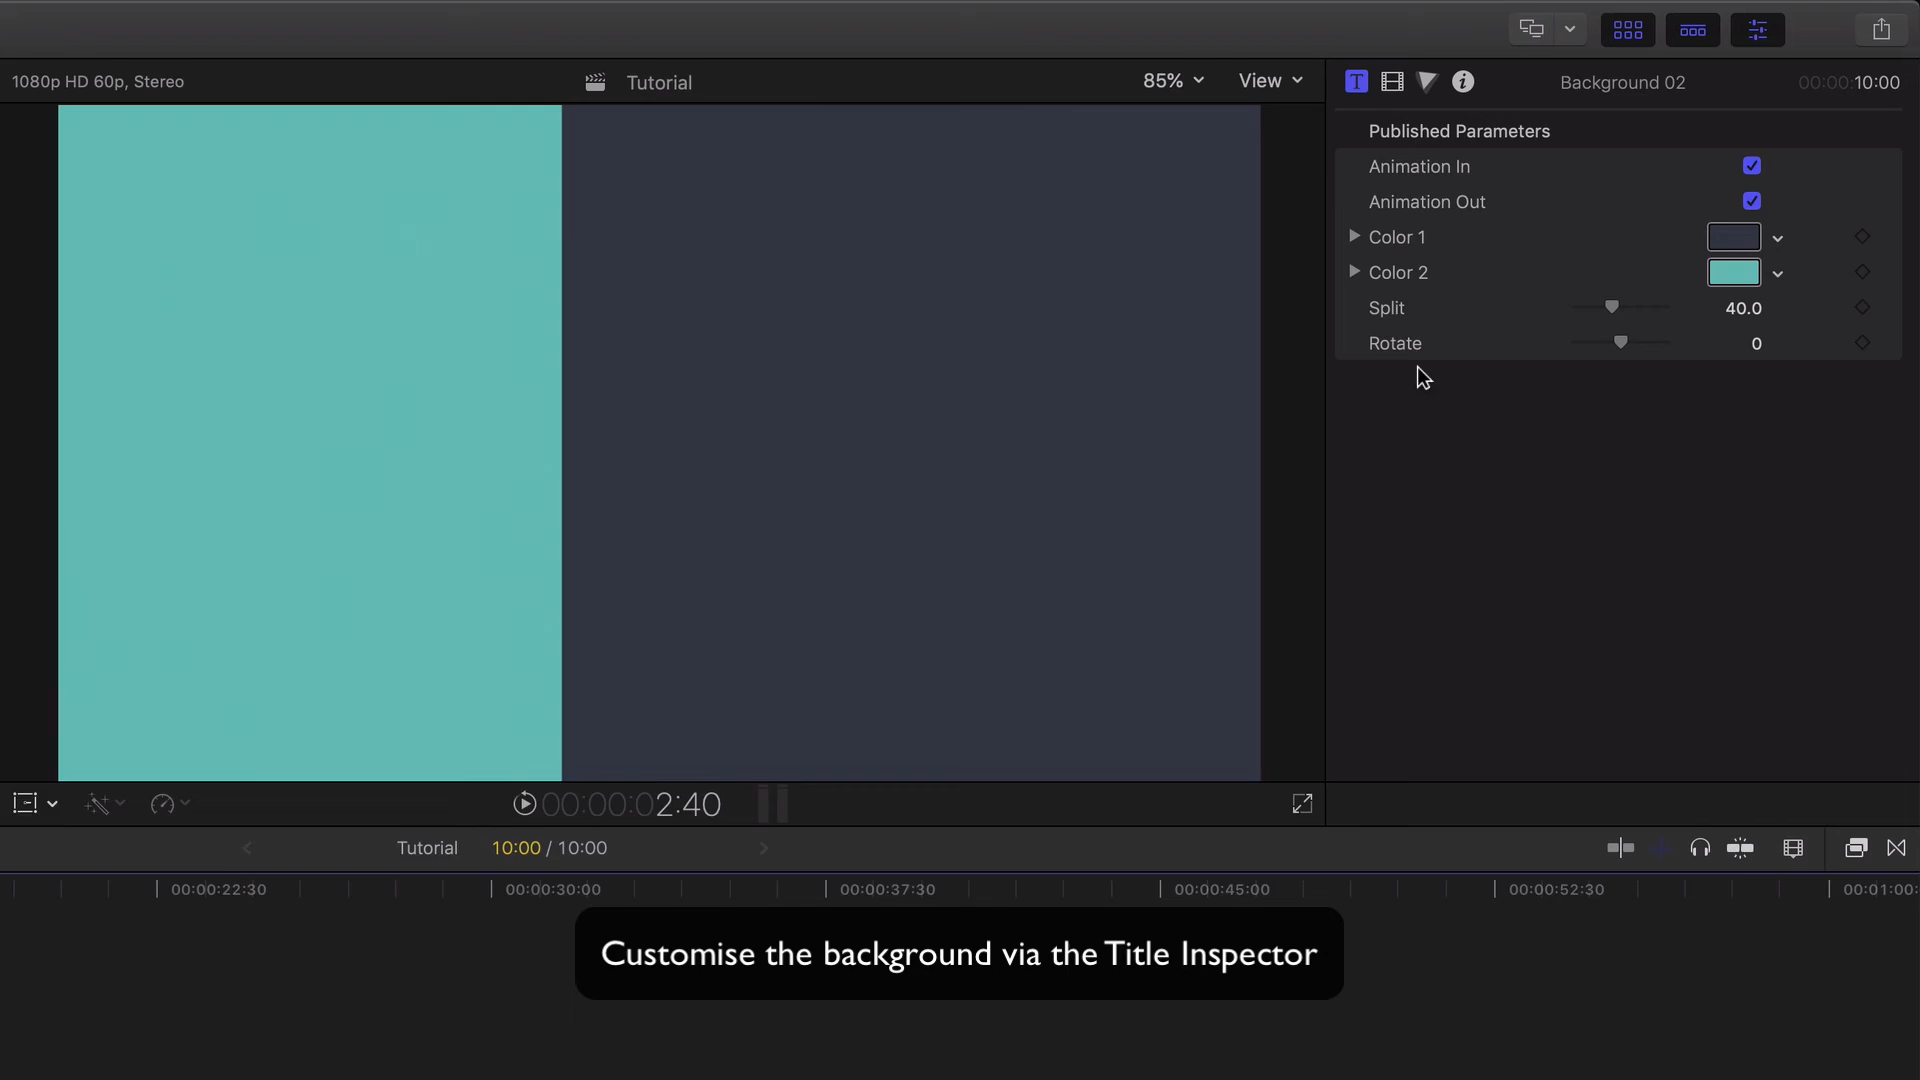 1080p HD 60p, Stereo
Tutorial
85%
View
T
i
Background 02
00:00:10:00
Published Parameters
Animation In
Animation Out
Color 1
Color 2
Split
40.0
Rotate
0
00:00:02:40
Tutorial
10:00 / 10:00
00:00:22:30
00:00:30:00
00:00:37:30
00:00:45:00
00:00:52:30
00:01:00:
Customise the background via the Title Inspector